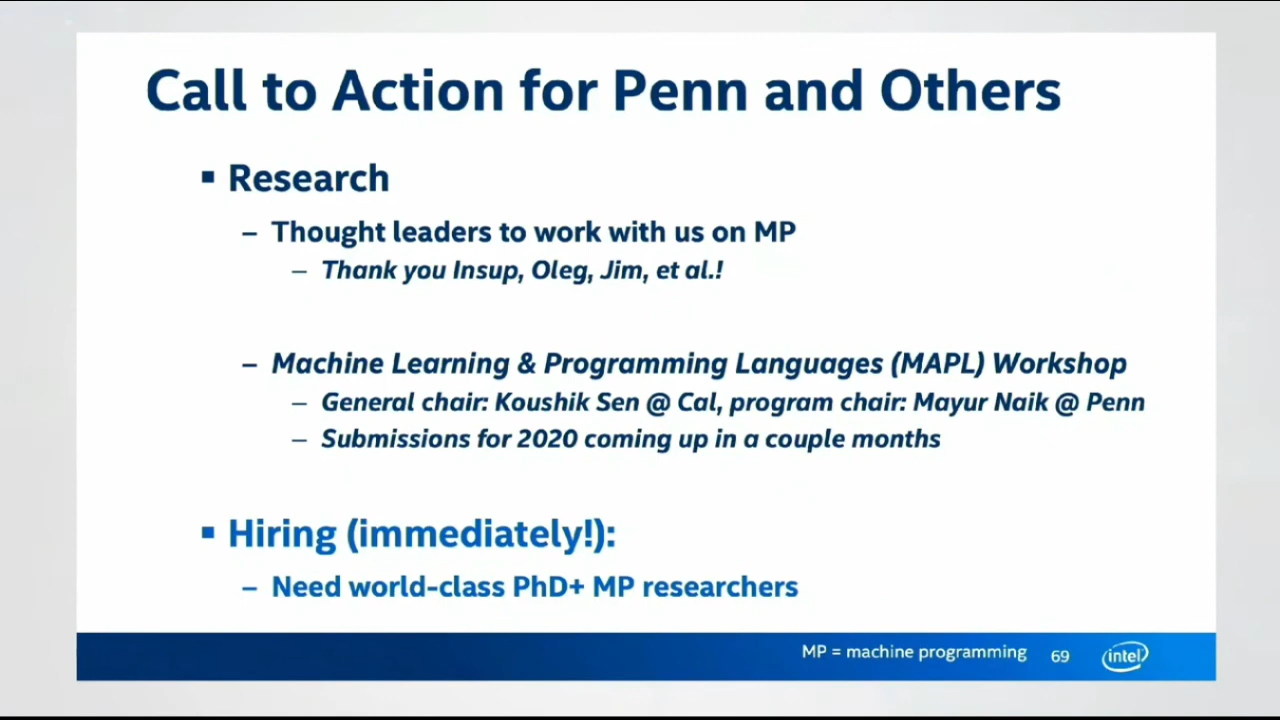 Call to Action for Penn and Others
▪ Research
– Thought leaders to work with us on MP
– Thank you Insup, Oleg, Jim, et al.!
– Machine Learning & Programming Languages (MAPL) Workshop
– General chair: Koushik Sen @ Cal, program chair: Mayur Naik @ Penn
– Submissions for 2020 coming up in a couple months
▪ Hiring (immediately!):
– Need world-class PhD+ MP researchers
MP = machine programming 69 intel